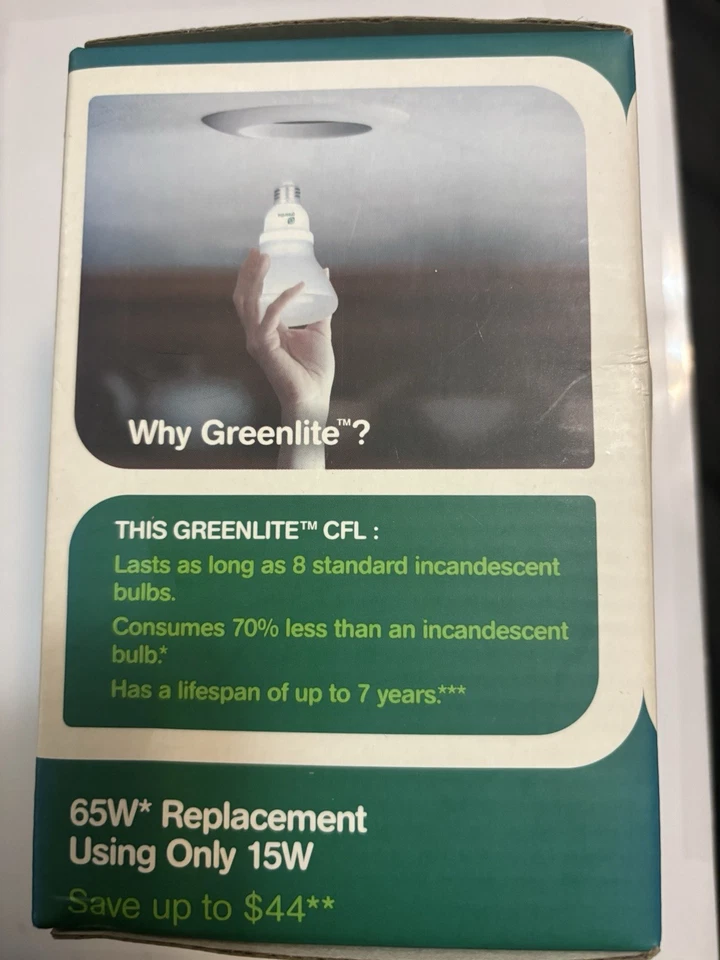 Why Greenlite™?
THIS GREENLITE™ CFL :
Lasts as long as 8 standard incandescent
bulbs.
Consumes 70% less than an incandescent
bulb.*
Has a lifespan of up to 7 years.***
65W* Replacement
Using Only 15W
Save up to $44**